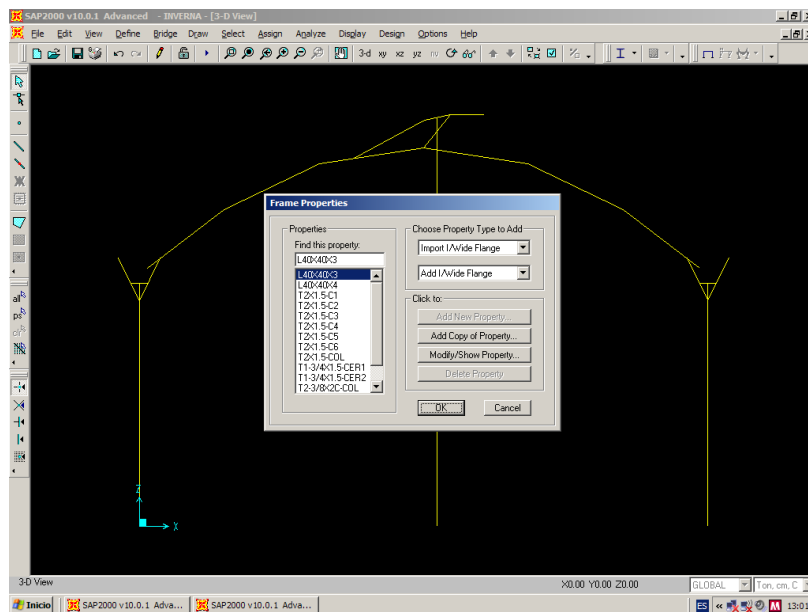 SAP2000 v10.0.1 Advanced - INVERNA - [3-D View]
File Edit View Define Bridge Draw Select Assign Analyze Display Design Options Help
3-d xy xz yz nv
Frame Properties
Properties
Find this property:
L40X40X3
L40X40X3
L40X40X4
T2X1.5-C1
T2X1.5-C2
T2X1.5-C3
T2X1.5-C4
T2X1.5-C5
T2X1.5-C6
T2X1.5-COL
T1-3/4X1.5-CER1
T1-3/4X1.5-CER2
T2-3/8X2C-COL
Choose Property Type to Add
Import I/Wide Flange
Add I/Wide Flange
Click to:
Add New Property...
Add Copy of Property...
Modify/Show Property...
Delete Property
OK Cancel
all
ps
clr
Z
X
3-D View
X0.00 Y0.00 Z0.00
GLOBAL
Ton, cm, C
Inicio
SAP2000 v10.0.1 Adva...
SAP2000 v10.0.1 Adva...
ES
13:01